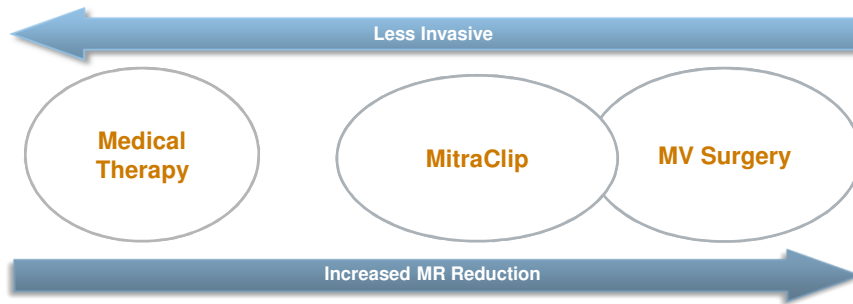 Less Invasive
Medical
Therapy
MitraClip
MV Surgery
Increased MR Reduction